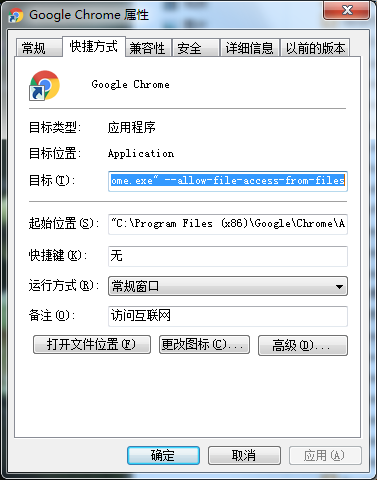 Google Chrome 属性
常规 快捷方式 兼容性 安全 详细信息 以前的版本
Google Chrome
目标类型: 应用程序
目标位置: Application
目标(T): ome.exe" --allow-file-access-from-files
起始位置(S): "C:\Program Files (x86)\Google\Chrome\A
快捷键(K): 无
运行方式(R): 常规窗口
备注(O): 访问互联网
打开文件位置(F) 更改图标(C)... 高级(D)...
确定 取消 应用(A)